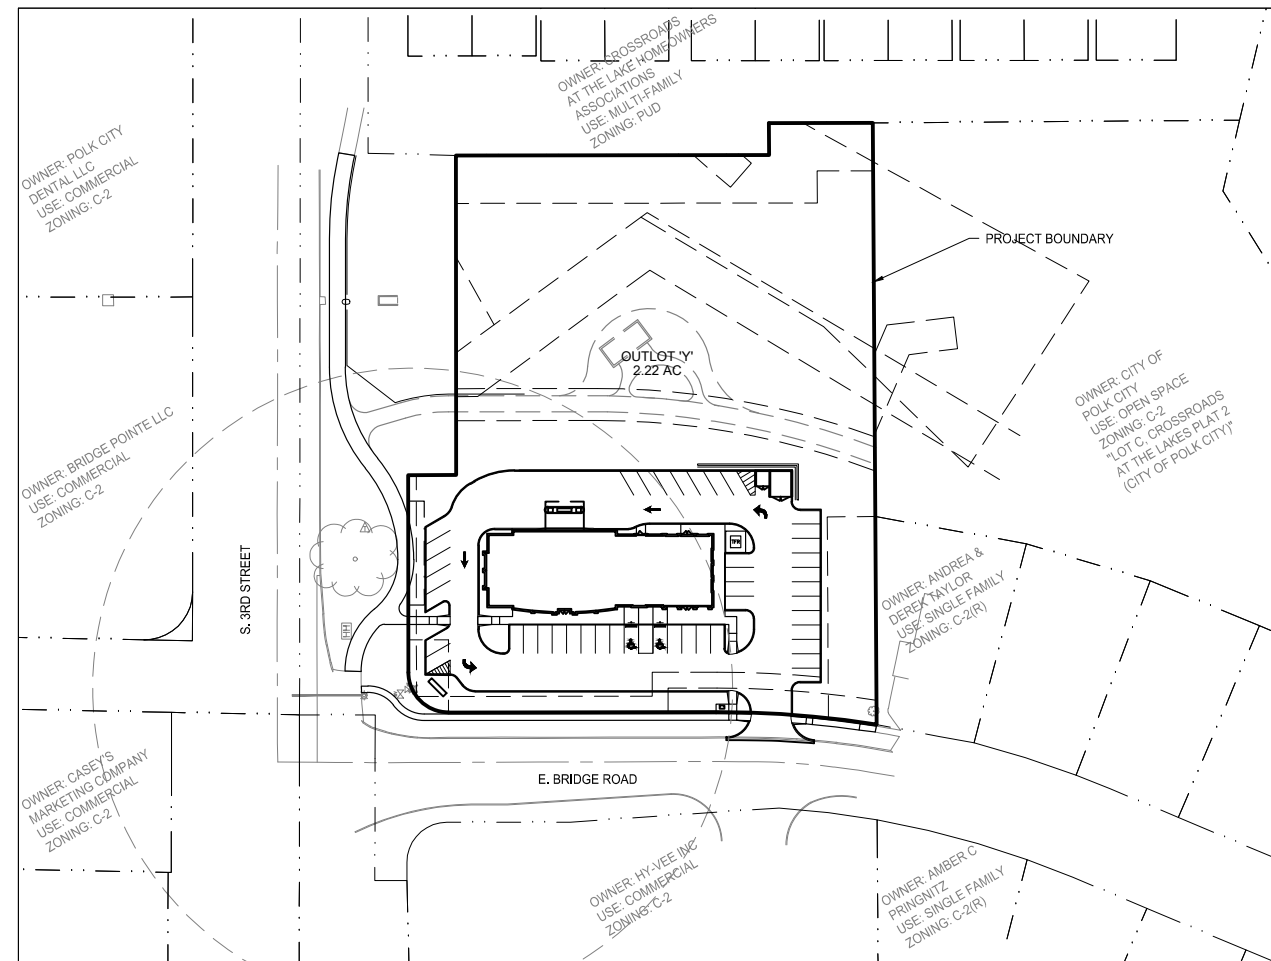 OWNER: CROSSROADS
AT THE LAKE HOMEOWNERS
ASSOCIATIONS
USE: MULTI-FAMILY
ZONING: PUD
OWNER: POLK CITY
DENTAL LLC
USE: COMMERCIAL
ZONING: C-2
PROJECT BOUNDARY
OUTLOT 'Y'
2.22 AC
OWNER: CITY OF
POLK CITY
USE: OPEN SPACE
ZONING: C-2
"LOT C, CROSSROADS
AT THE LAKES PLAT 2
(CITY OF POLK CITY)"
OWNER: BRIDGE POINTE LLC
USE: COMMERCIAL
ZONING: C-2
S. 3RD STREET
TFR
HH
OWNER: ANDREA &
DEREK TAYLOR
USE: SINGLE FAMILY
ZONING: C-2(R)
OWNER: CASEY'S
MARKETING COMPANY
USE: COMMERCIAL
ZONING: C-2
E. BRIDGE ROAD
OWNER: HY-VEE INC
USE: COMMERCIAL
ZONING: C-2
OWNER: AMBER C
PRINGNITZ
USE: SINGLE FAMILY
ZONING: C-2(R)